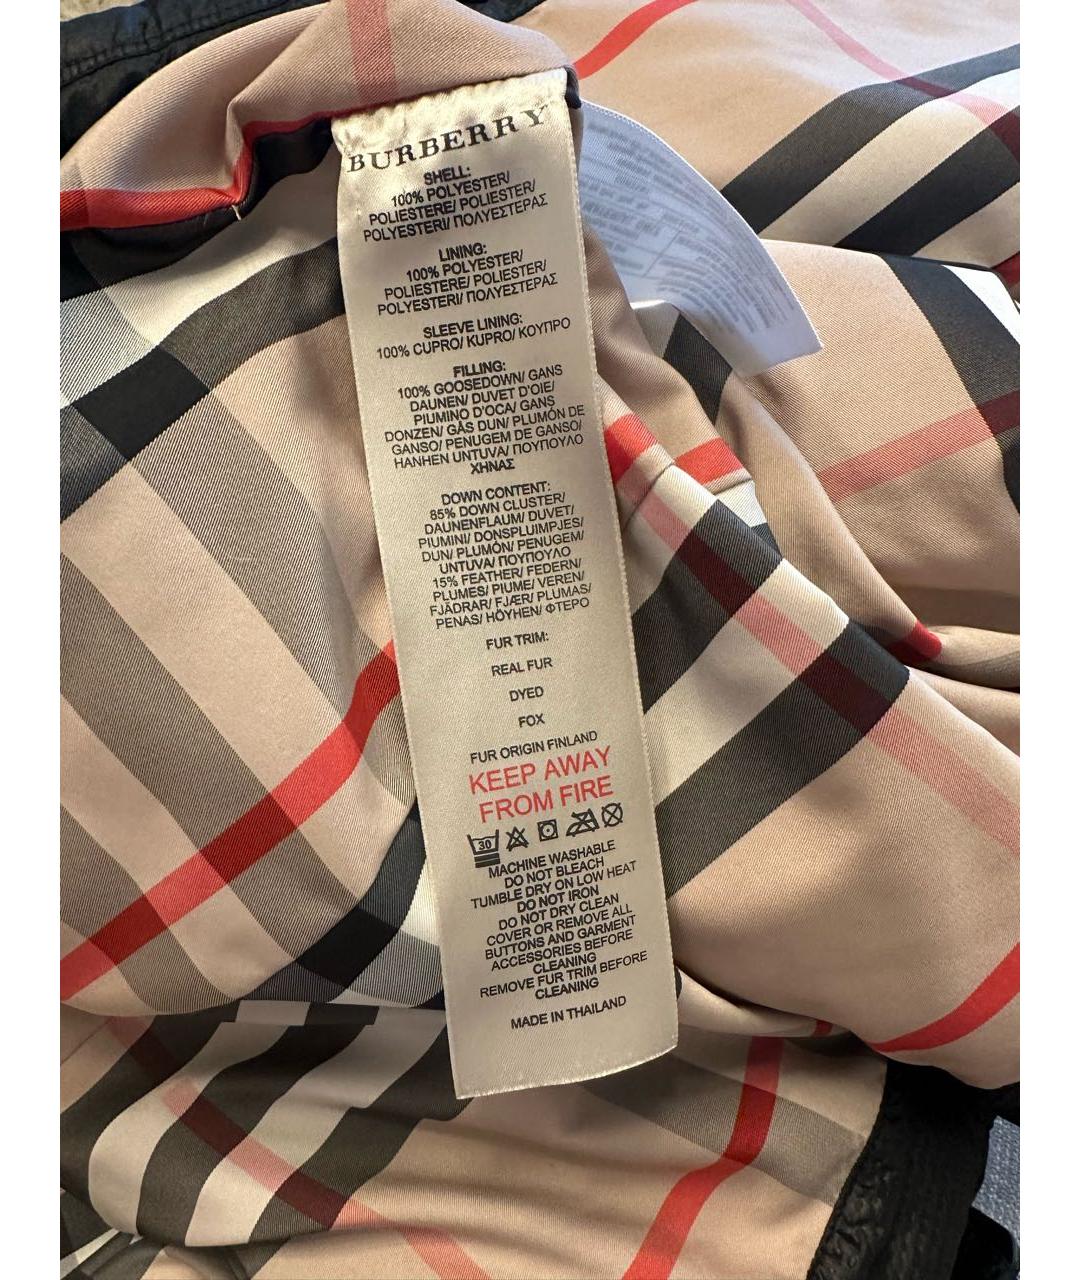 BURBERRY
SHELL:
100% POLYESTER/
POLIESTERE/ POLIESTER/
POLYESTERI/ ΠΟΛΥΕΣΤΕΡΑΣ
LINING:
100% POLYESTER/
POLIESTERE/ POLIESTER/
POLYESTERI/ ΠΟΛΥΕΣΤΕΡΑΣ
SLEEVE LINING:
100% CUPRO/ KUPRO/ ΚΟΥΠΡΟ
FILLING:
100% GOOSEDOWN/ GANS
DAUNEN/ DUVET D'OIE/
PIUMINO D'OCA/ GANS
DONZEN/ GÅS DUN/ PLUMÓN DE
GANSO/ PENUGEM DE GANSO/
HANHEN UNTUVA/ ΠΟΥΠΟΥΛΟ
ΧΗΝΑΣ
DOWN CONTENT:
85% DOWN CLUSTER/
DAUNENFLAUM/ DUVET/
PIUMINI/ DONSPLUIMPJES/
DUN/ PLUMÓN/ PENUGEM/
UNTUVA/ ΠΟΥΠΟΥΛΟ
15% FEATHER/ FEDERN/
PLUMES/ PIUME/ VEREN/
FJÄDRAR/ FJÆR/ PLUMAS/
PENAS/ HÖYHEN/ ΦΤΕΡΟ
FUR TRIM:
REAL FUR
DYED
FOX
FUR ORIGIN FINLAND
KEEP AWAY
FROM FIRE
30
MACHINE WASHABLE
DO NOT BLEACH
TUMBLE DRY ON LOW HEAT
DO NOT IRON
DO NOT DRY CLEAN
COVER OR REMOVE ALL
BUTTONS AND GARMENT
ACCESSORIES BEFORE
CLEANING
REMOVE FUR TRIM BEFORE
CLEANING
MADE IN THAILAND